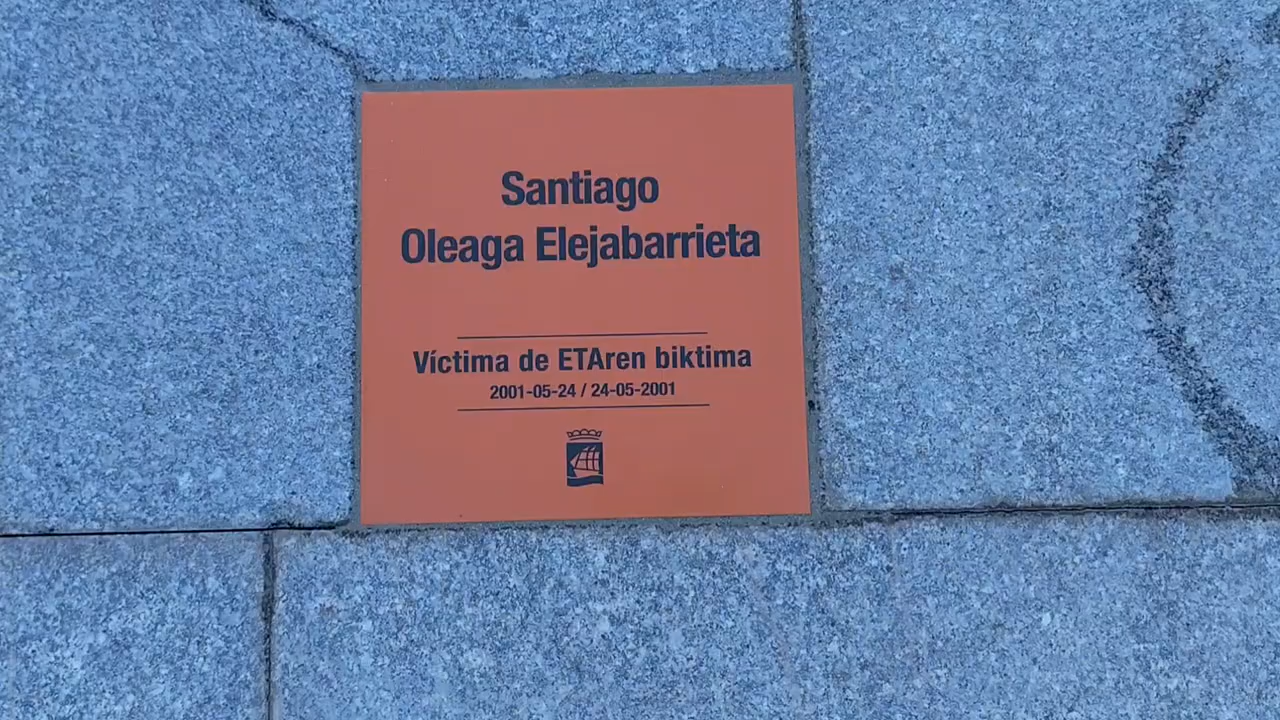 Santiago
Oleaga Elejabarrieta
Víctima de ETAren biktima
2001-05-24 / 24-05-2001